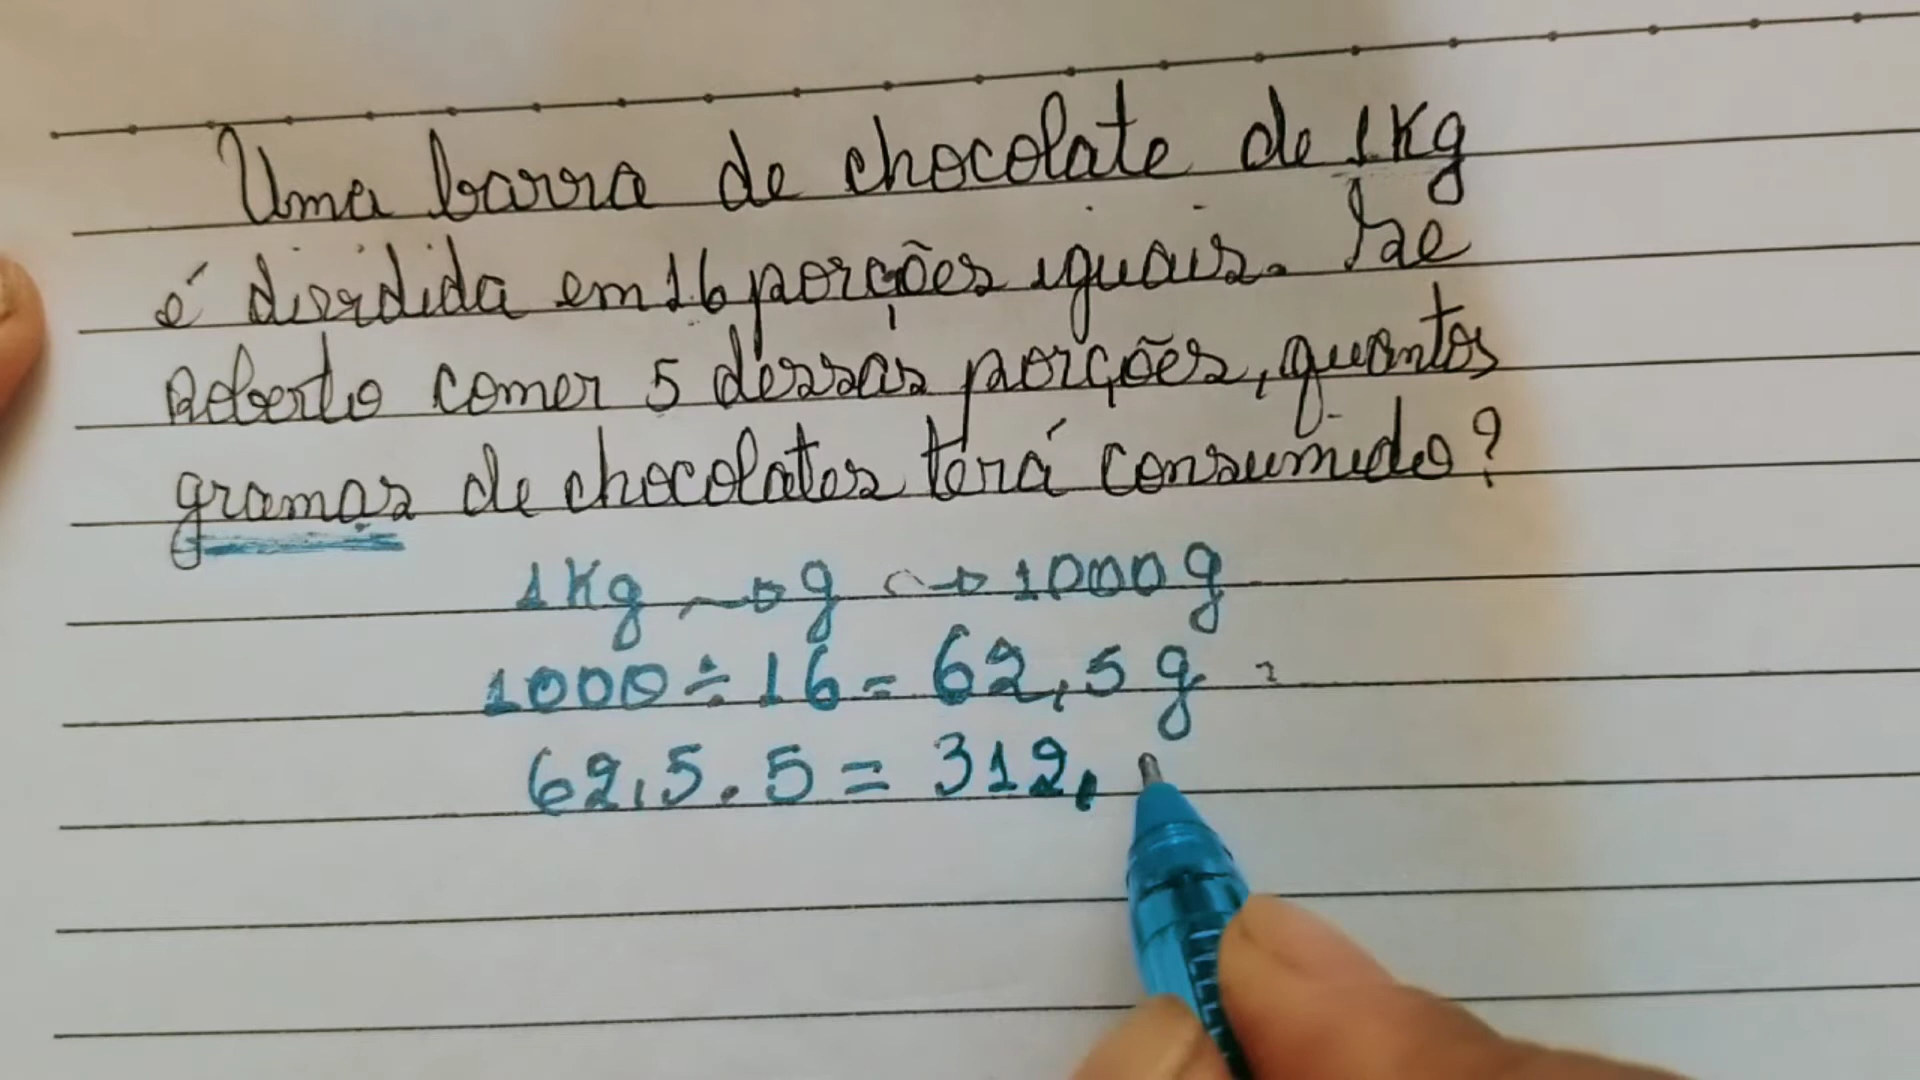 Uma barra de chocolate de 1Kg
é dividida em 16 porções iguais. Se
Roberto comer 5 dessas porções, quantos
gramas de chocolates terá consumido?
1Kg → g → 1000g
1000 ÷ 16 = 62,5 g
62,5 . 5 = 312,